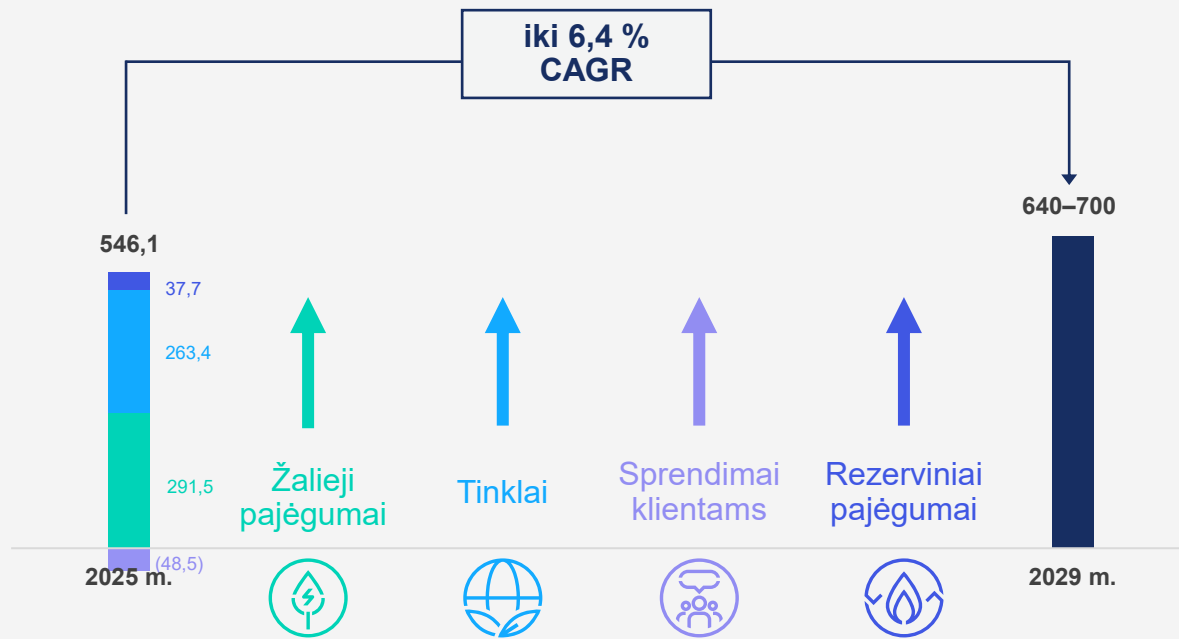 iki 6,4 %
CAGR
640–700
546,1
37,7
263,4
291,5
(48,5)
Žalieji
pajėgumai
Tinklai
Sprendimai
klientams
Rezerviniai
pajėgumai
2025 m.
2029 m.